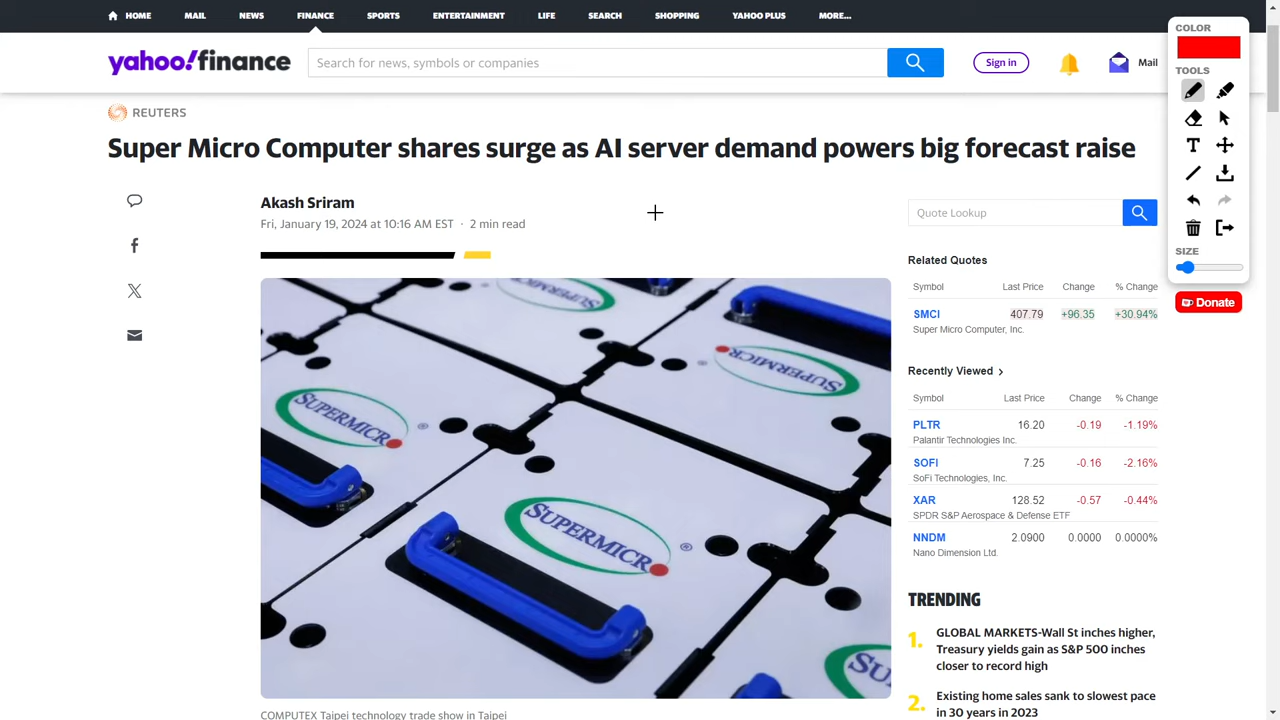 HOME MAIL NEWS FINANCE SPORTS ENTERTAINMENT LIFE SEARCH SHOPPING YAHOO PLUS MORE...
yahoo!finance
Search for news, symbols or companies
Sign in
Mail
REUTERS
Super Micro Computer shares surge as AI server demand powers big forecast raise
Akash Sriram
Fri, January 19, 2024 at 10:16 AM EST · 2 min read
SUPERMICR
SUPERMICR
SUPERMICR ®
SUPERMICR ®
SUPERM
COMPUTEX Taipei technology trade show in Taipei
Quote Lookup
Related Quotes
Symbol Last Price Change % Change
SMCI 407.79 +96.35 +30.94%
Super Micro Computer, Inc.
Recently Viewed >
Symbol Last Price Change % Change
PLTR 16.20 -0.19 -1.19%
Palantir Technologies Inc.
SOFI 7.25 -0.16 -2.16%
SoFi Technologies, Inc.
XAR 128.52 -0.57 -0.44%
SPDR S&P Aerospace & Defense ETF
NNDM 2.0900 0.0000 0.0000%
Nano Dimension Ltd.
TRENDING
1. GLOBAL MARKETS-Wall St inches higher,
Treasury yields gain as S&P 500 inches
closer to record high
2. Existing home sales sank to slowest pace
in 30 years in 2023
COLOR
TOOLS
T
SIZE
Donate